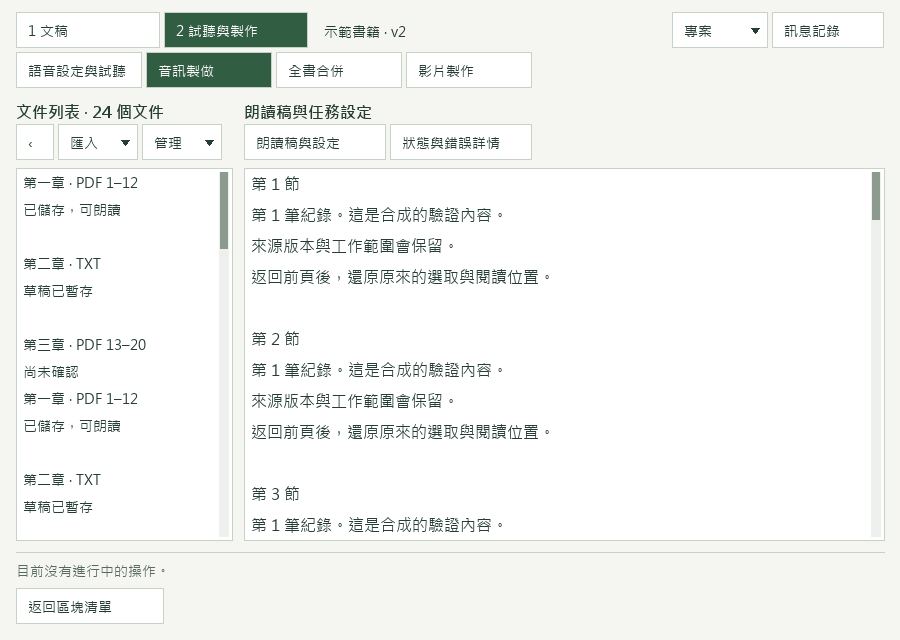 1 文稿
2 試聽與製作
示範書籍 · v2
專案
訊息記錄
語音設定與試聽
音訊製做
全書合併
影片製作
文件列表 · 24 個文件
朗讀稿與任務設定
‹
匯入
管理
朗讀稿與設定
狀態與錯誤詳情
第一章 · PDF 1–12
已儲存，可朗讀
第二章 · TXT
草稿已暫存
第三章 · PDF 13–20
尚未確認
第一章 · PDF 1–12
已儲存，可朗讀
第二章 · TXT
草稿已暫存
第 1 節
第 1 筆紀錄。這是合成的驗證內容。
來源版本與工作範圍會保留。
返回前頁後，還原原來的選取與閱讀位置。
第 2 節
第 1 筆紀錄。這是合成的驗證內容。
來源版本與工作範圍會保留。
返回前頁後，還原原來的選取與閱讀位置。
第 3 節
第 1 筆紀錄。這是合成的驗證內容。
目前沒有進行中的操作。
返回區塊清單